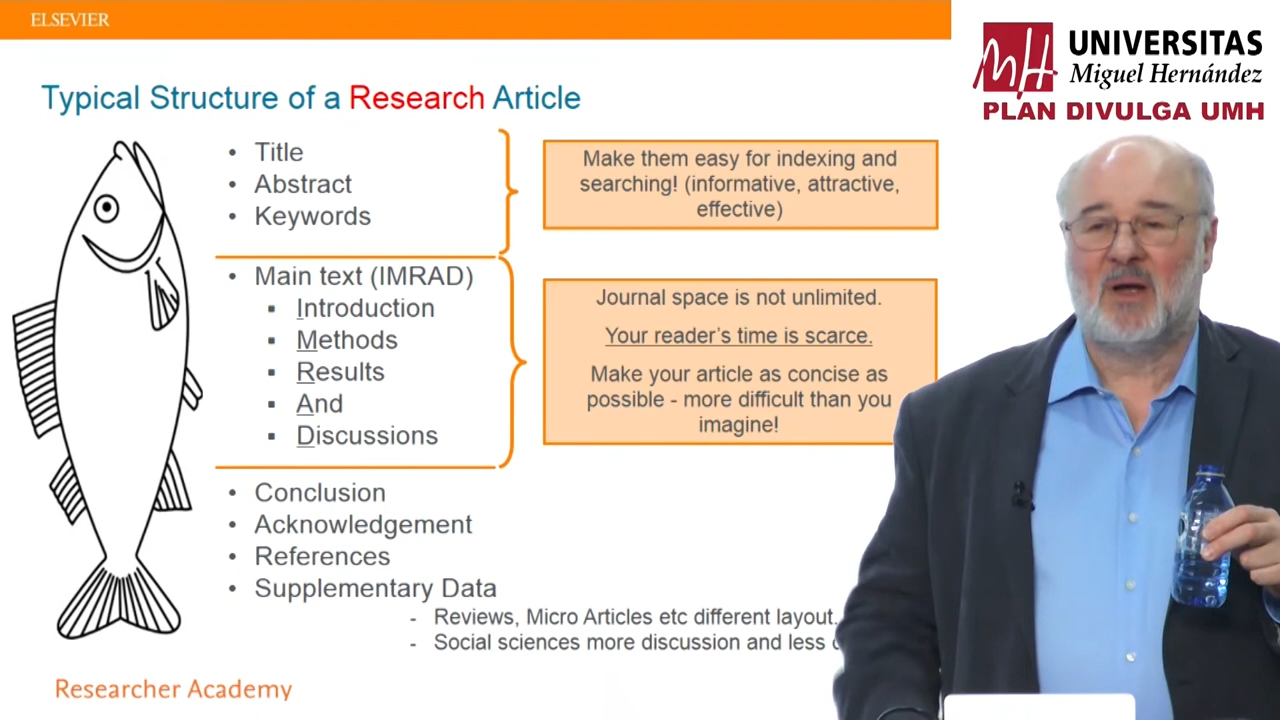 ELSEVIER
UNIVERSITAS
Miguel Hernández
PLAN DIVULGA UMH
Typical Structure of a Research Article
• Title
• Abstract
• Keywords
Make them easy for indexing and
searching! (informative, attractive,
effective)
• Main text (IMRAD)
▪ Introduction
▪ Methods
▪ Results
▪ And
▪ Discussions
Journal space is not unlimited.
Your reader's time is scarce.
Make your article as concise as
possible - more difficult than you
imagine!
• Conclusion
• Acknowledgement
• References
• Supplementary Data
- Reviews, Micro Articles etc different layout.
- Social sciences more discussion and less
Researcher Academy